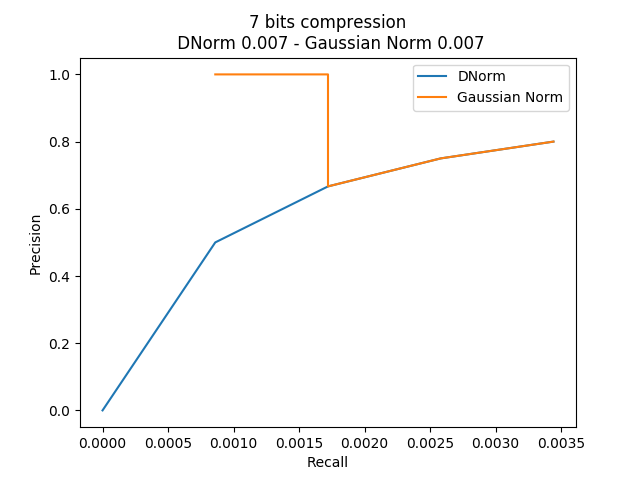 7 bits compression
DNorm 0.007 - Gaussian Norm 0.007
DNorm
Gaussian Norm
1.0
0.8
0.6
0.4
0.2
0.0
Precision
0.0000 0.0005 0.0010 0.0015 0.0020 0.0025 0.0030 0.0035
Recall